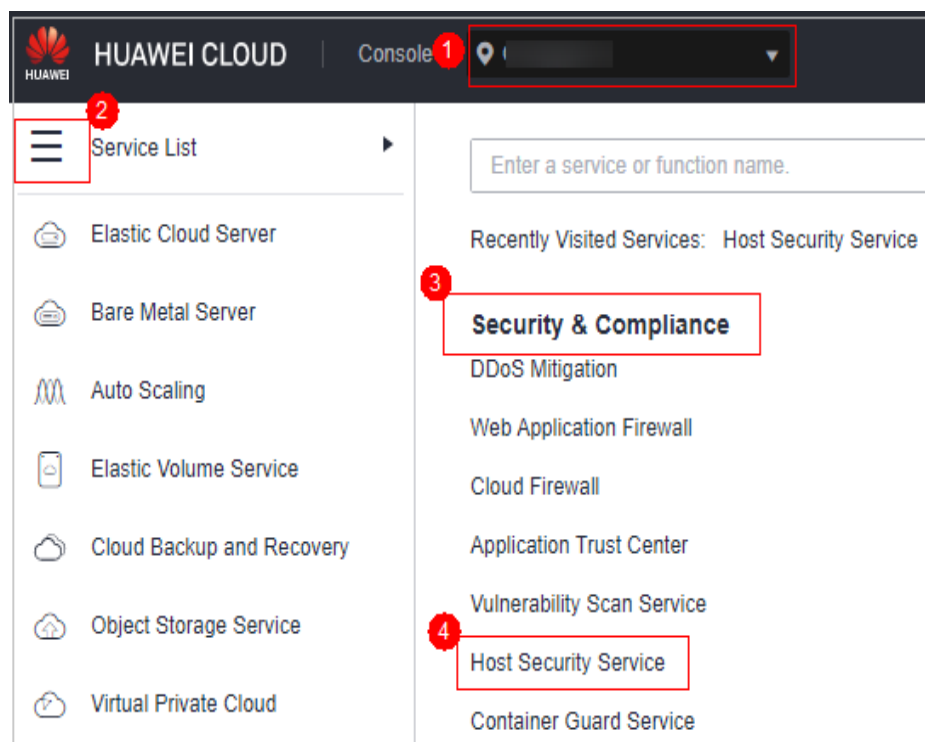 HUAWEI
HUAWEI CLOUD
Console
1
2
Service List
Enter a service or function name.
Elastic Cloud Server
Recently Visited Services: Host Security Service
3
Bare Metal Server
Security & Compliance
DDoS Mitigation
Auto Scaling
Web Application Firewall
Elastic Volume Service
Cloud Firewall
Cloud Backup and Recovery
Application Trust Center
Vulnerability Scan Service
Object Storage Service
4
Host Security Service
Virtual Private Cloud
Container Guard Service